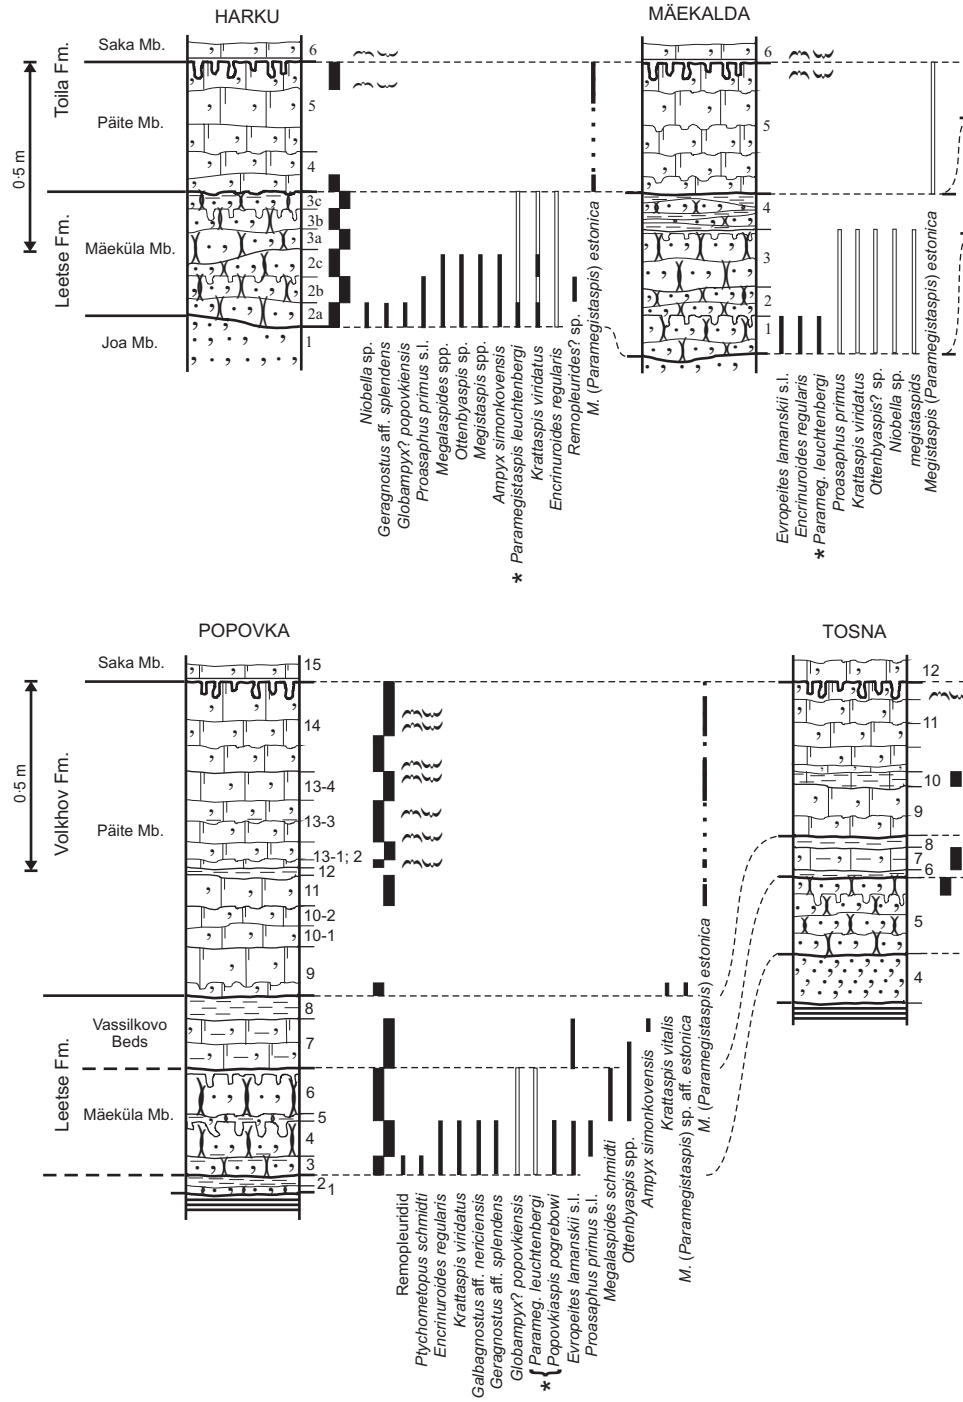 HARKU
MÄEKALDA
Toila Fm.
Leetse Fm.
0·5 m
Saka Mb.
Päite Mb.
Mäeküla Mb.
Joa Mb.
6
5
4
3c
3b
3a
2c
2b
2a
1
Niobella sp.
Geragnostus aff. splendens
Globampyx? popovkiensis
Proasaphus primus s.l.
Megalaspides spp.
Ottenbyaspis sp.
Megistaspis spp.
Ampyx simonkovensis
* Paramegistaspis leuchtenbergi
Krattaspis viridatus
Encrinuroides regularis
Remopleurides? sp.
M. (Paramegistaspis) estonica
6
5
4
3
2
1
Evropeites lamanskii s.l.
Encrinuroides regularis
* Parameg. leuchtenbergi
Proasaphus primus
Krattaspis viridatus
Ottenbyaspis? sp.
Niobella sp.
megistaspids
Megistaspis (Paramegistaspis) estonica
POPOVKA
TOSNA
Volkhov Fm.
Leetse Fm.
0·5 m
Saka Mb.
Päite Mb.
Vassilkovo
Beds
Mäeküla Mb.
15
14
13-4
13-3
13-1; 2
12
11
10-2
10-1
9
8
7
6
5
4
3
2
1
Remopleuridid
Ptychometopus schmidti
Encrinuroides regularis
Krattaspis viridatus
Galbagnostus aff. nericiensis
Geragnostus aff. splendens
Globampyx? popovkiensis
Parameg. leuchtenbergi
* Popovkiaspis pogrebowi
Evropeites lamanskii s.l.
Proasaphus primus s.l.
Megalaspides schmidti
Ottenbyaspis spp.
Ampyx simonkovensis
Krattaspis vitalis
M. (Paramegistaspis) sp. aff. estonica
M. (Paramegistaspis) estonica
12
11
10
9
8
7
6
5
4